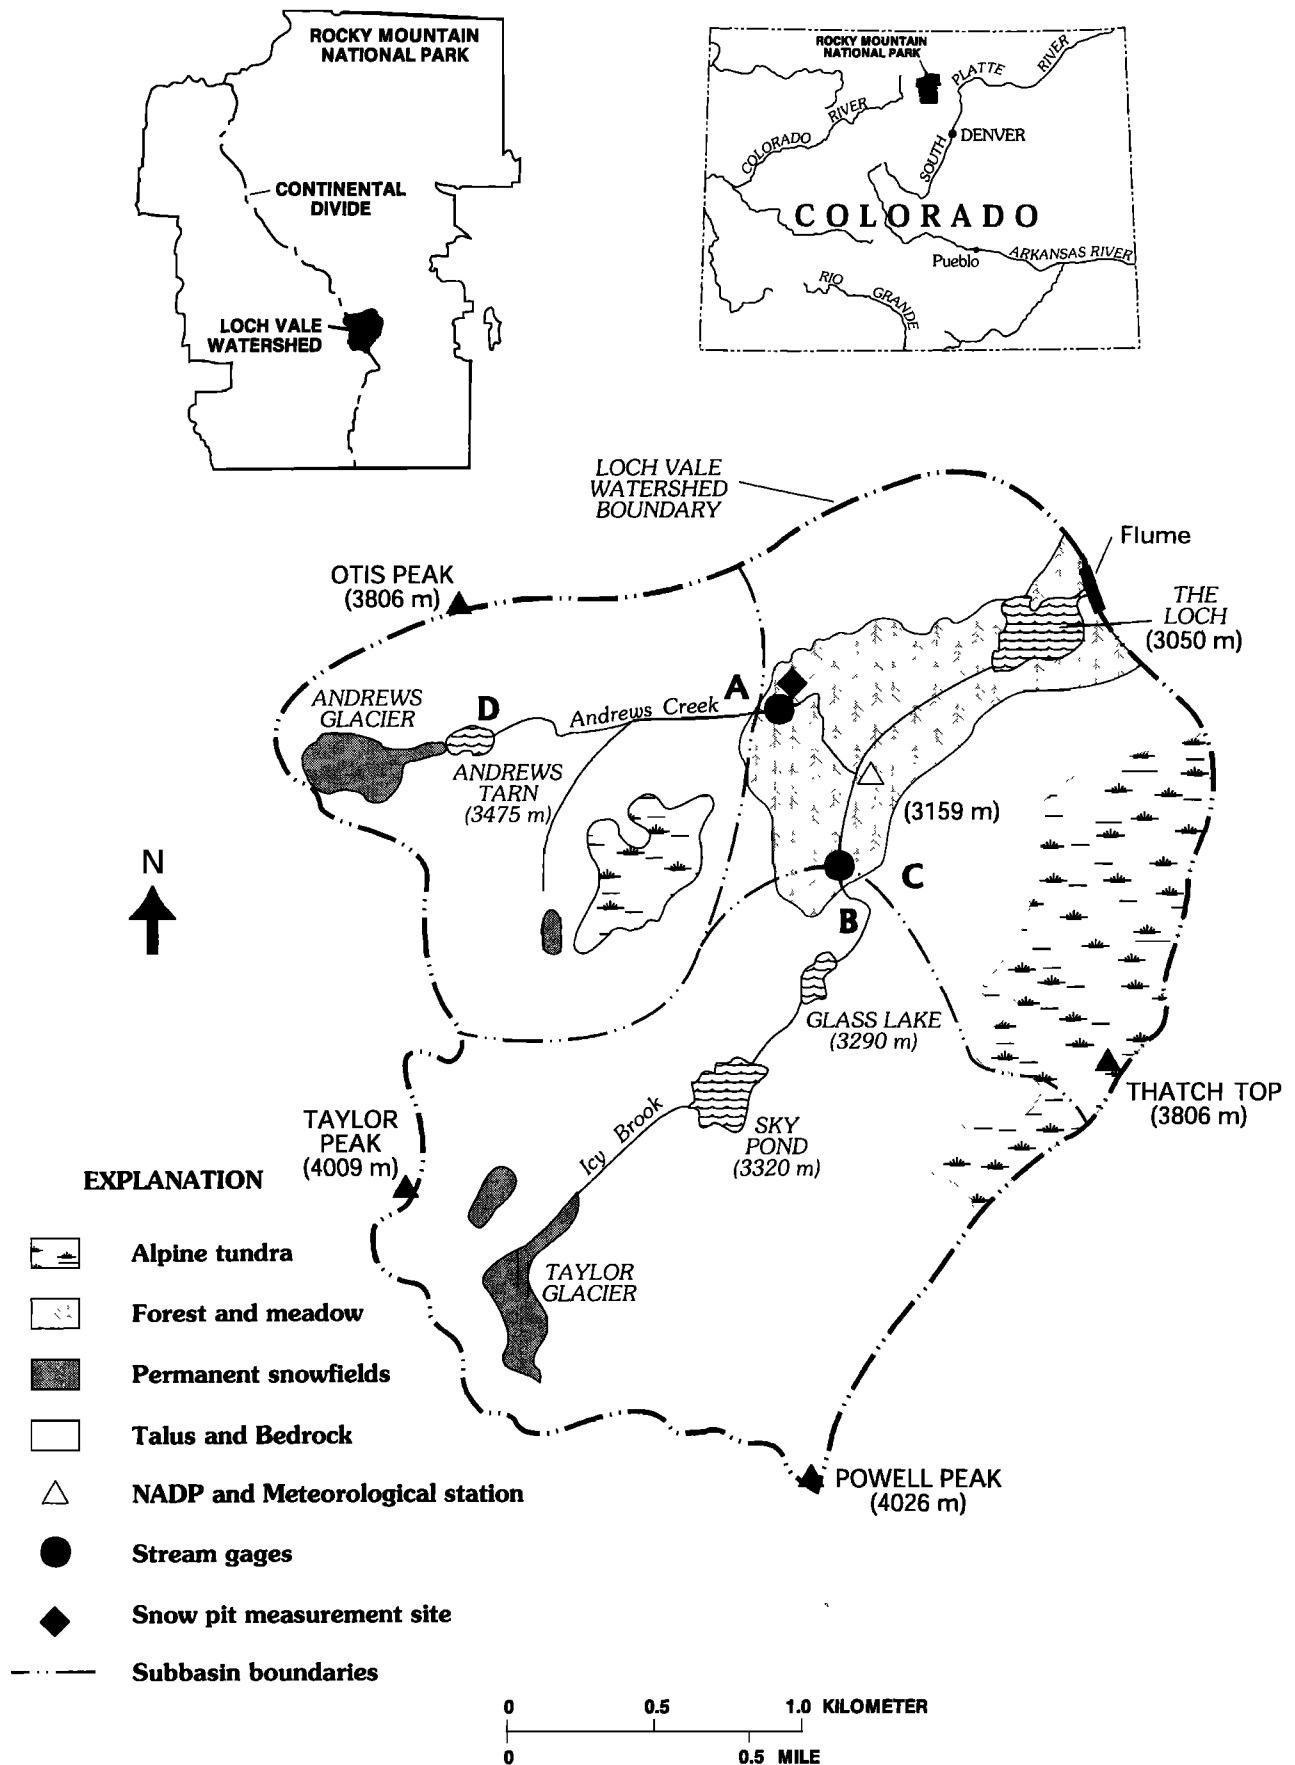 ROCKY MOUNTAIN
NATIONAL PARK
CONTINENTAL
DIVIDE
LOCH VALE
WATERSHED
ROCKY MOUNTAIN
NATIONAL PARK
PLATTE
RIVER
COLORADO
RIVER
SOUTH
DENVER
COLORADO
Pueblo
ARKANSAS RIVER
RIO
GRANDE
LOCH VALE
WATERSHED
BOUNDARY
Flume
OTIS PEAK
(3806 m)
THE
LOCH
(3050 m)
ANDREWS
GLACIER
D
A
Andrews Creek
ANDREWS
TARN
(3475 m)
(3159 m)
N
C
B
GLASS LAKE
(3290 m)
THATCH TOP
(3806 m)
TAYLOR
PEAK
(4009 m)
Icy Brook
SKY
POND
(3320 m)
TAYLOR
GLACIER
POWELL PEAK
(4026 m)
EXPLANATION
Alpine tundra
Forest and meadow
Permanent snowfields
Talus and Bedrock
NADP and Meteorological station
Stream gages
Snow pit measurement site
Subbasin boundaries
0 0.5 1.0 KILOMETER
0 0.5 MILE